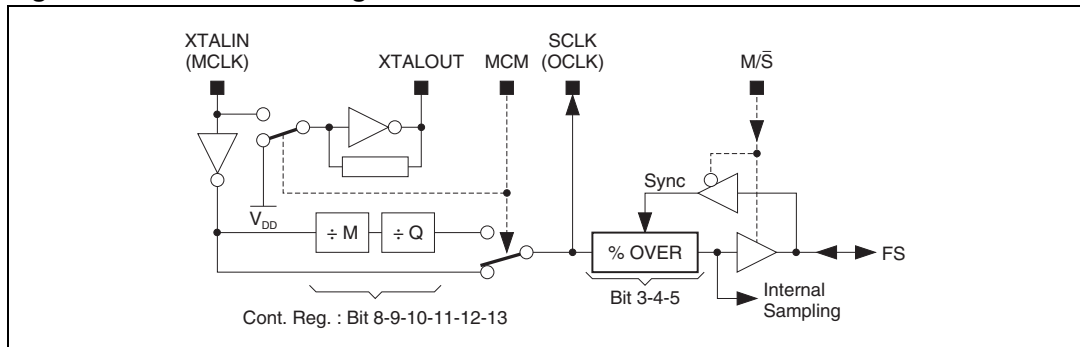 XTALIN
(MCLK)
XTALOUT
MCM
SCLK
(OCLK)
M/S̄
Sync
V_DD
÷ M
÷ Q
% OVER
FS
Bit 3-4-5
Internal
Sampling
Cont. Reg. : Bit 8-9-10-11-12-13